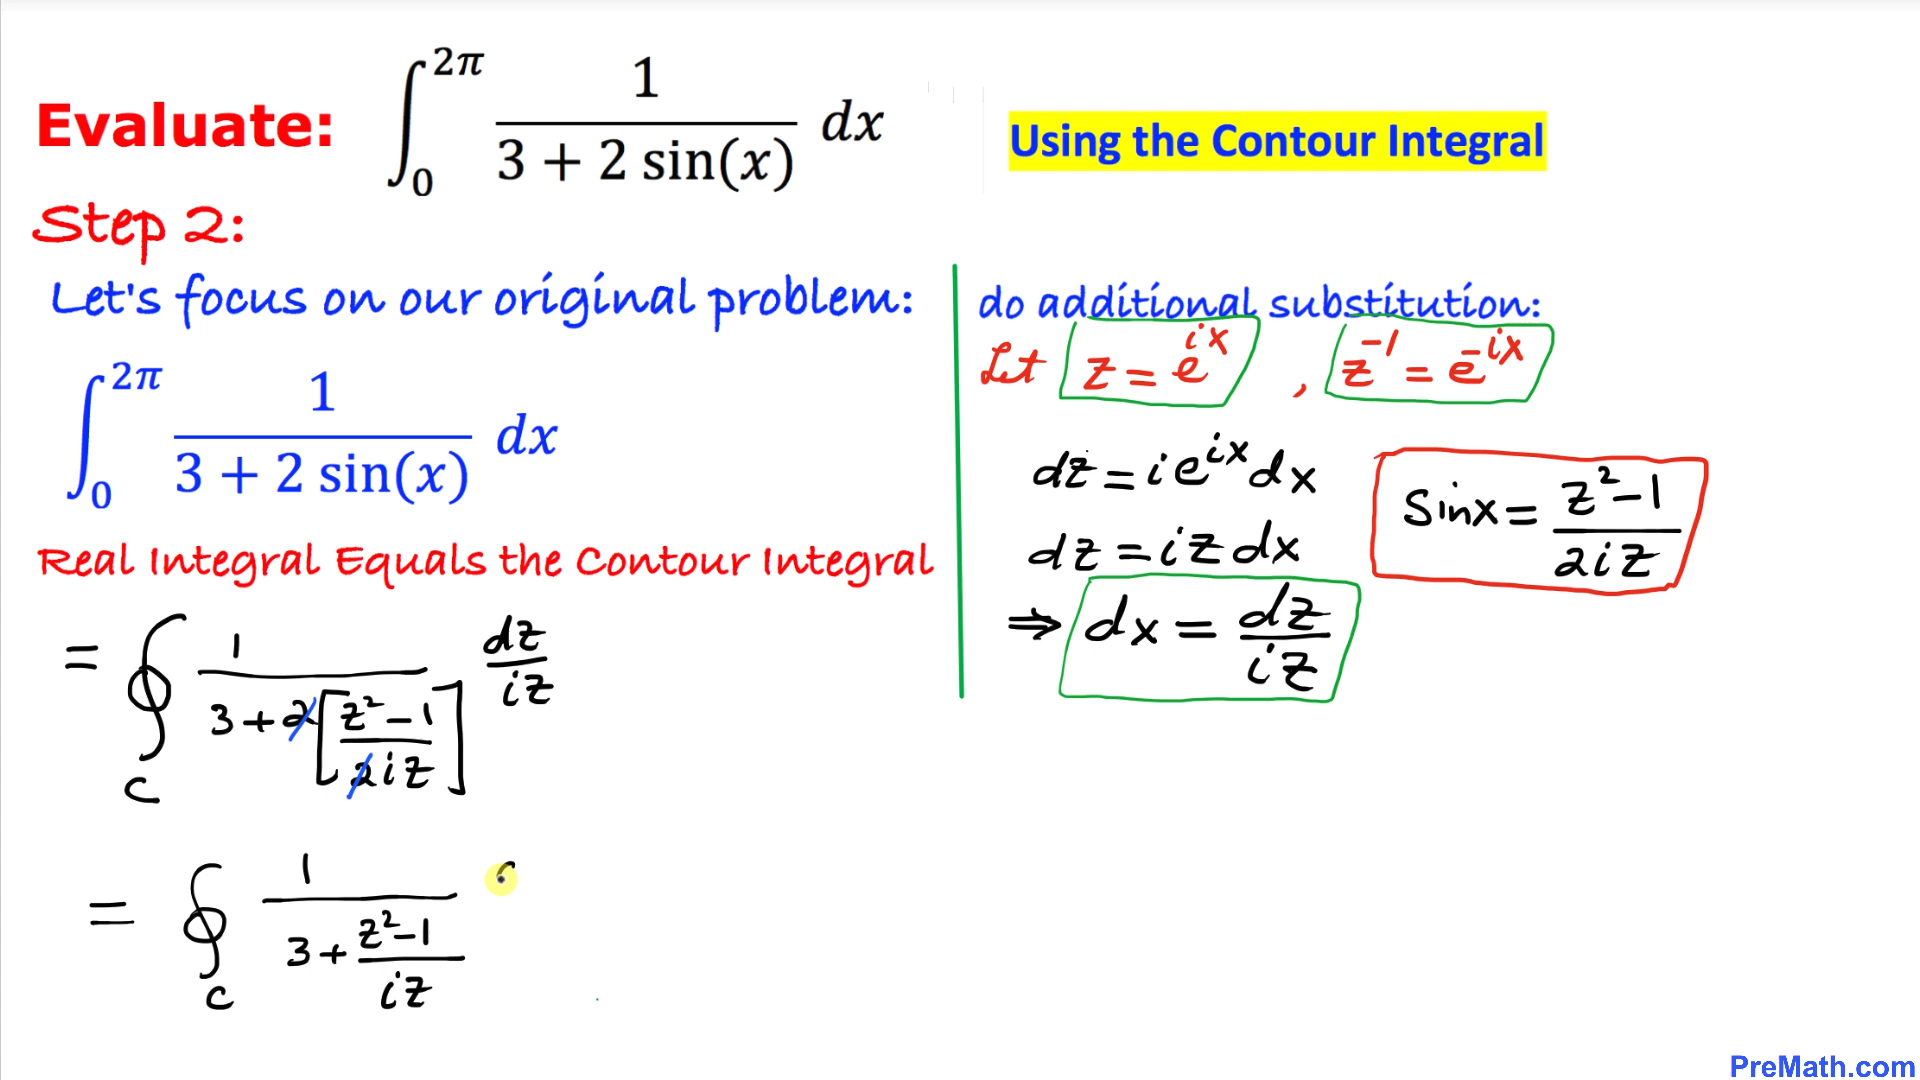 Evaluate: ∫₀^2π 1/(3 + 2 sin(x)) dx
Using the Contour Integral
Step 2:
Let's focus on our original problem:
∫₀^2π 1/(3 + 2 sin(x)) dx
Real Integral Equals the Contour Integral
= ∮_C 1/(3 + 2[(z² - 1)/(2iz)]) dz/iz
= ∮_C 1/(3 + (z² - 1)/(iz))
do additional substitution:
Let z = e^ix , z^-1 = e^-ix
dz = i e^ix dx
Sinx = (z² - 1)/(2iz)
dz = iz dx
⇒ dx = dz/iz
PreMath.com